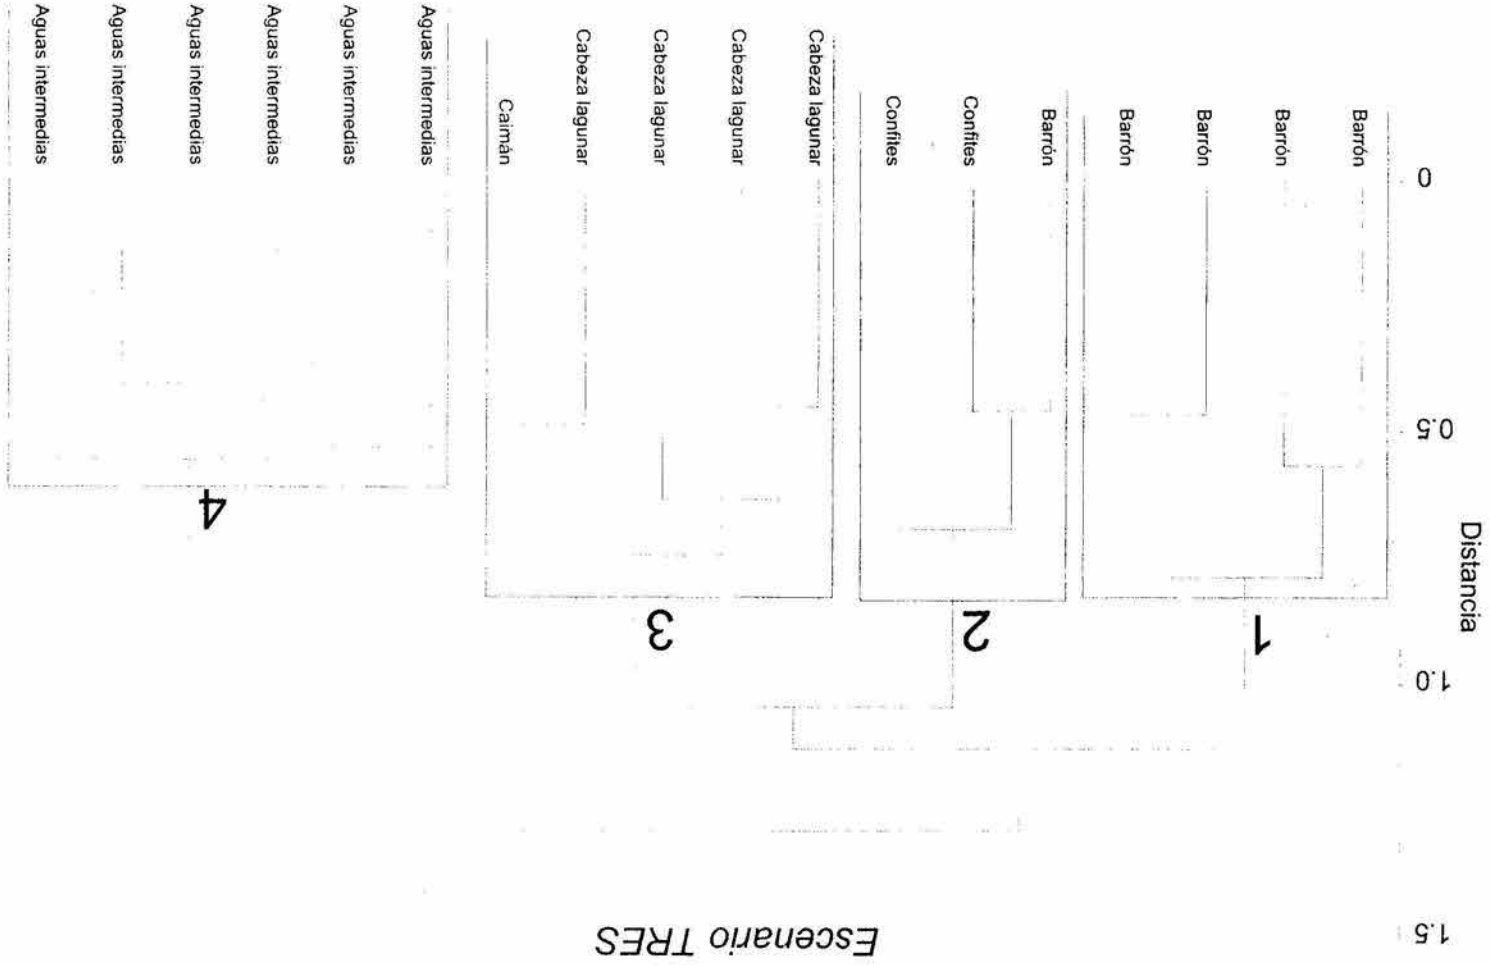 Escenario TRES
1.5
1.0
0.5
0
Distancia
1
2
3
4
Barrón
Barrón
Barrón
Barrón
Barrón
Confites
Confites
Cabeza lagunar
Cabeza lagunar
Cabeza lagunar
Cabeza lagunar
Caimán
Aguas intermedias
Aguas intermedias
Aguas intermedias
Aguas intermedias
Aguas intermedias
Aguas intermedias